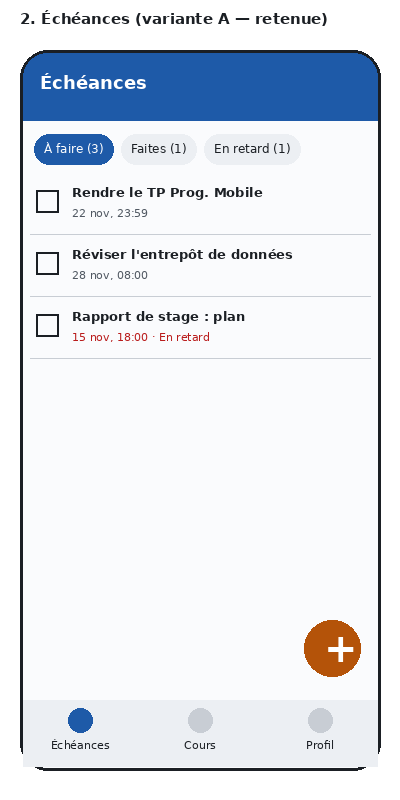 2. Échéances (variante A — retenue)
Échéances
À faire (3) Faites (1) En retard (1)
Rendre le TP Prog. Mobile
22 nov, 23:59
Réviser l'entrepôt de données
28 nov, 08:00
Rapport de stage : plan
15 nov, 18:00 · En retard
+
Échéances Cours Profil